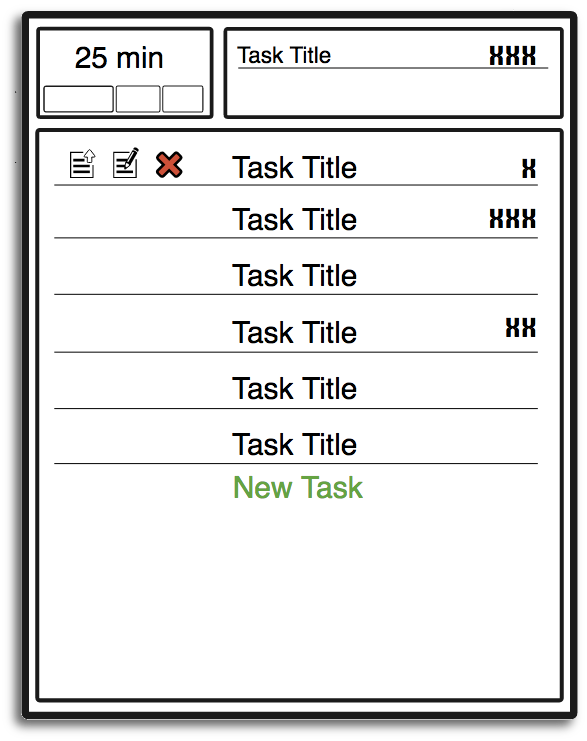 25 min
Task Title XXX
Task Title X
Task Title XXX
Task Title
Task Title XX
Task Title
Task Title
New Task